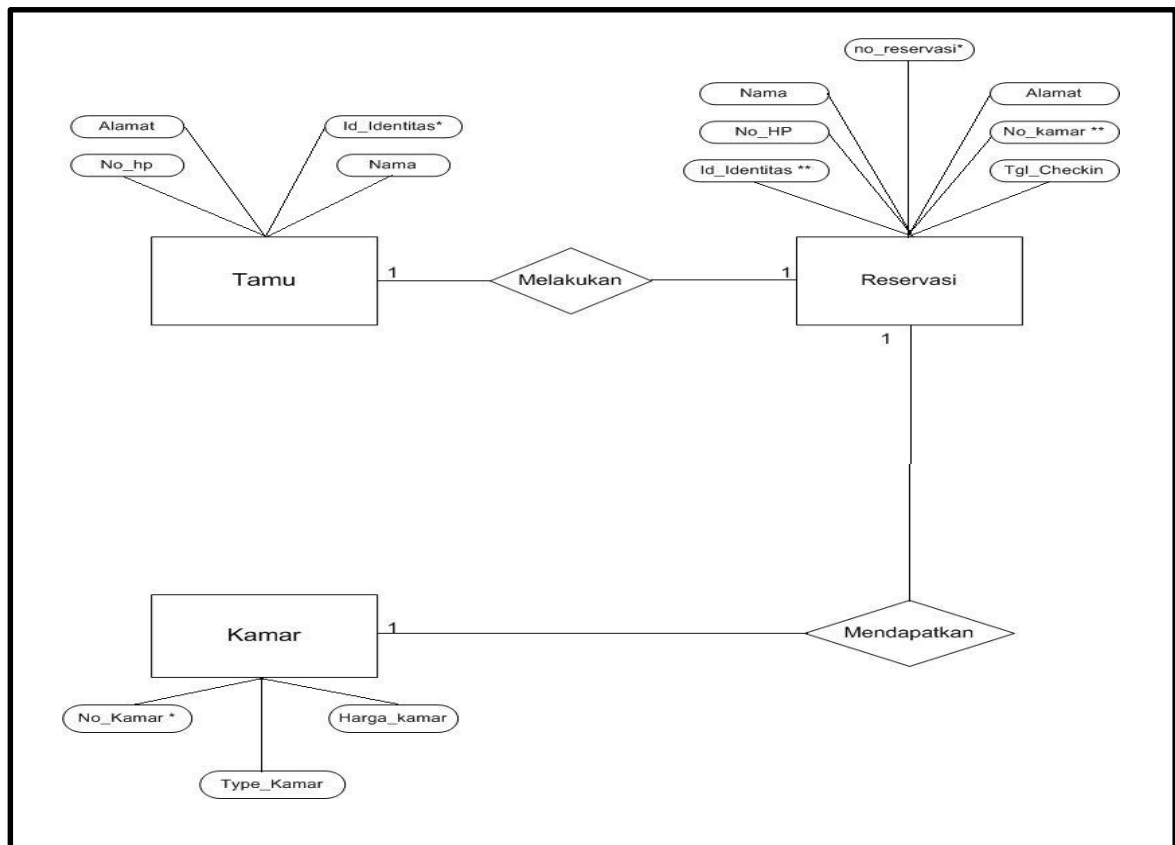 no_reservasi*
Nama
Alamat
Alamat
Id_Identitas*
No_HP
No_kamar **
No_hp
Nama
Id_Identitas **
Tgl_Checkin
Tamu
1
Melakukan
1
Reservasi
1
Kamar
1
Mendapatkan
No_Kamar *
Harga_kamar
Type_Kamar